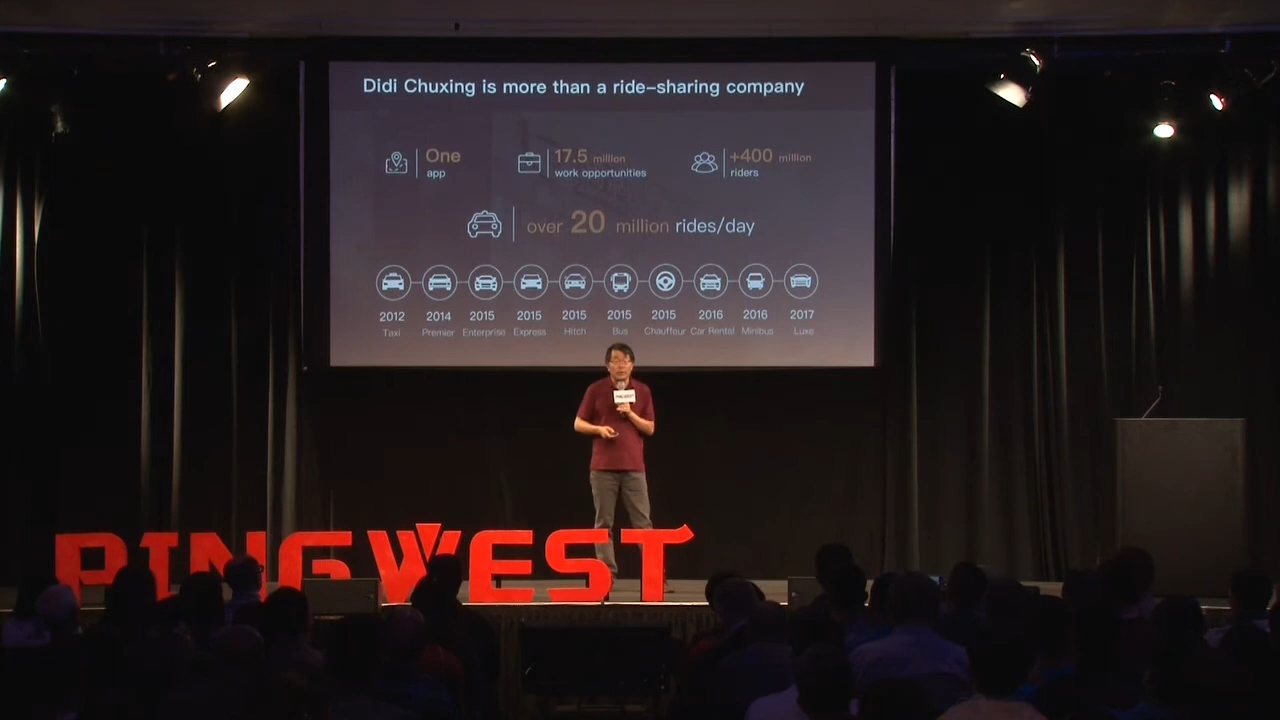 Didi Chuxing is more than a ride-sharing company
One
app
17.5 million
work opportunities
+400 million
riders
over 20 million rides/day
2012 2014 2015 2015 2015 2015 2015 2016 2016 2017
Taxi Premier Enterprise Express Hitch Bus Chauffeur Car Rental Minibus Luxe
PINGWEST
PINGWEST